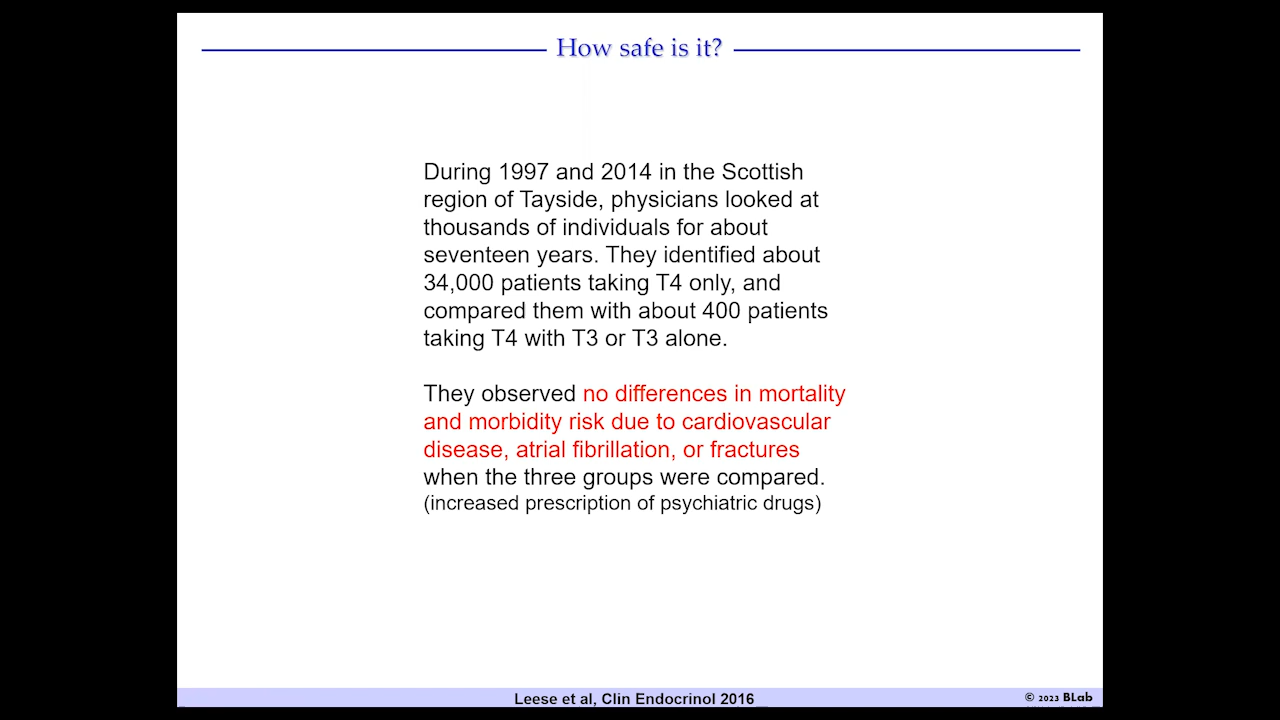 How safe is it?
During 1997 and 2014 in the Scottish
region of Tayside, physicians looked at
thousands of individuals for about
seventeen years. They identified about
34,000 patients taking T4 only, and
compared them with about 400 patients
taking T4 with T3 or T3 alone.
They observed no differences in mortality
and morbidity risk due to cardiovascular
disease, atrial fibrillation, or fractures
when the three groups were compared.
(increased prescription of psychiatric drugs)
Leese et al, Clin Endocrinol 2016
© 2023 BLab